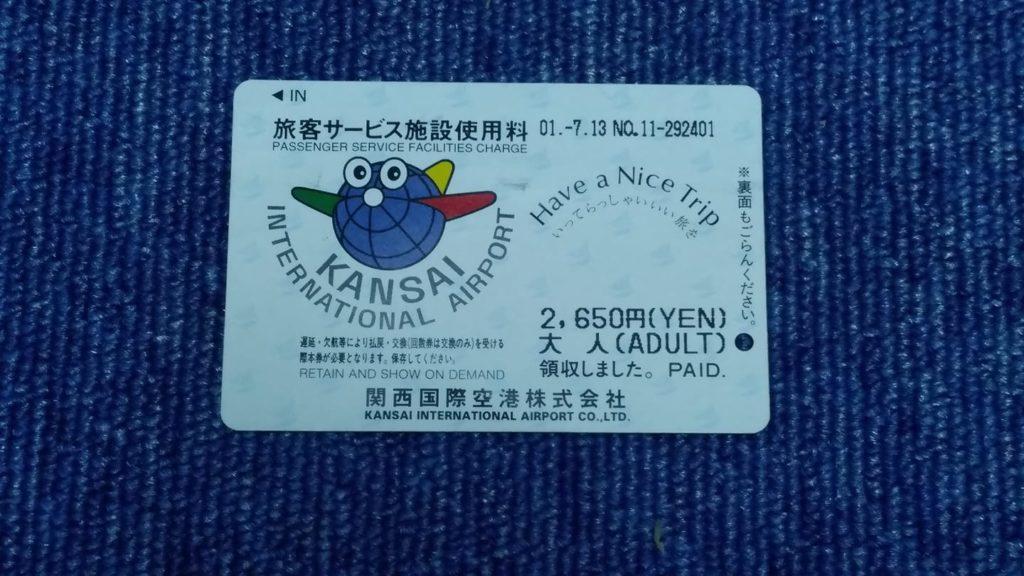 ◀ IN
旅客サービス施設使用料 01.-7.13 NO.11-292401
PASSENGER SERVICE FACILITIES CHARGE
KANSAI
INTERNATIONAL AIRPORT
Have a Nice Trip
いってらっしゃいいい旅を
※裏面もごらんください。
2,650円(YEN)
大 人(ADULT)
領収しました。 PAID.
遅延・欠航等により払戻・交換(回数券は交換のみ)を受ける
際本券が必要となります。保存してください。
RETAIN AND SHOW ON DEMAND
関西国際空港株式会社
KANSAI INTERNATIONAL AIRPORT CO.,LTD.